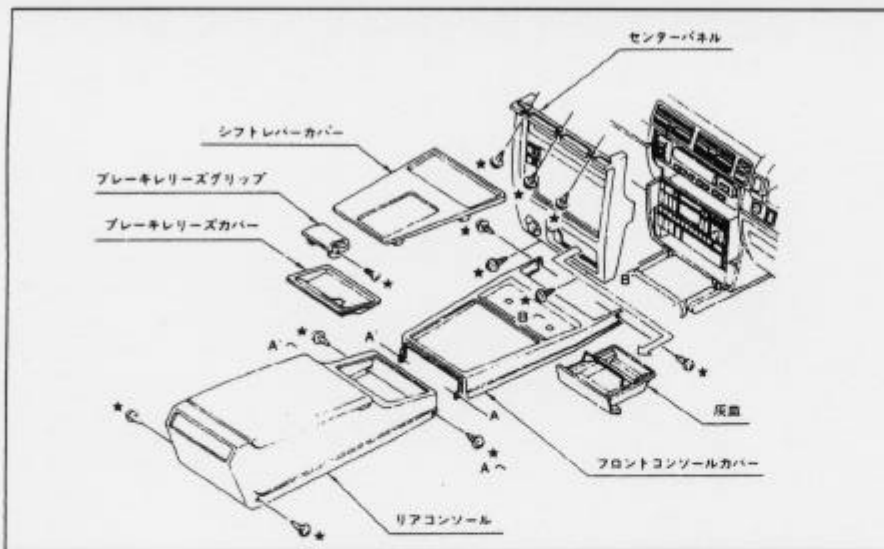 センターパネル
シフトレバーカバー
ブレーキレリーズグリップ
ブレーキレリーズカバー
★
★
★
★
★
★
★
B
★
Bへ
★
A'へ
A'
★
A
灰皿
★
★
Aへ
フロントコンソールカバー
リアコンソール
★